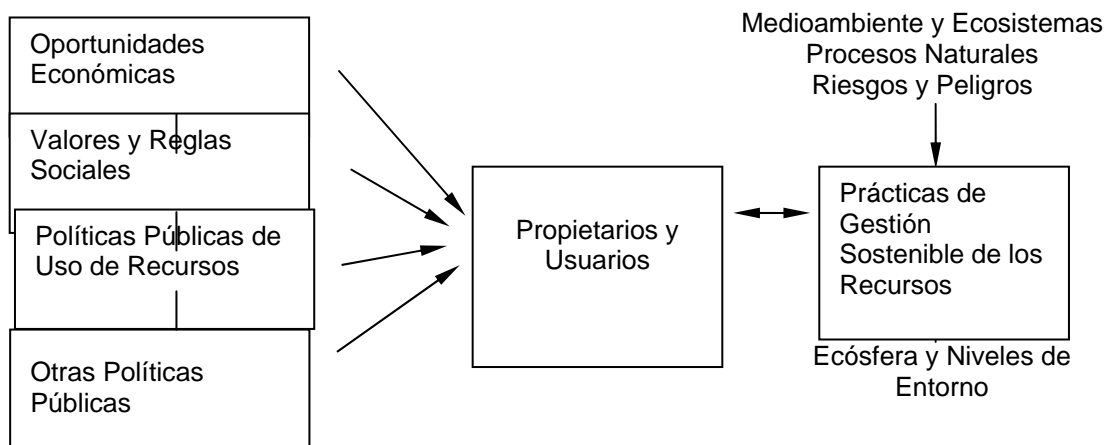 Oportunidades
Económicas
Valores y Reglas
Sociales
Políticas Públicas de
Uso de Recursos
Otras Políticas
Públicas
Propietarios y
Usuarios
Medioambiente y Ecosistemas
Procesos Naturales
Riesgos y Peligros
Prácticas de
Gestión
Sostenible de los
Recursos
Ecósfera y Niveles de
Entorno